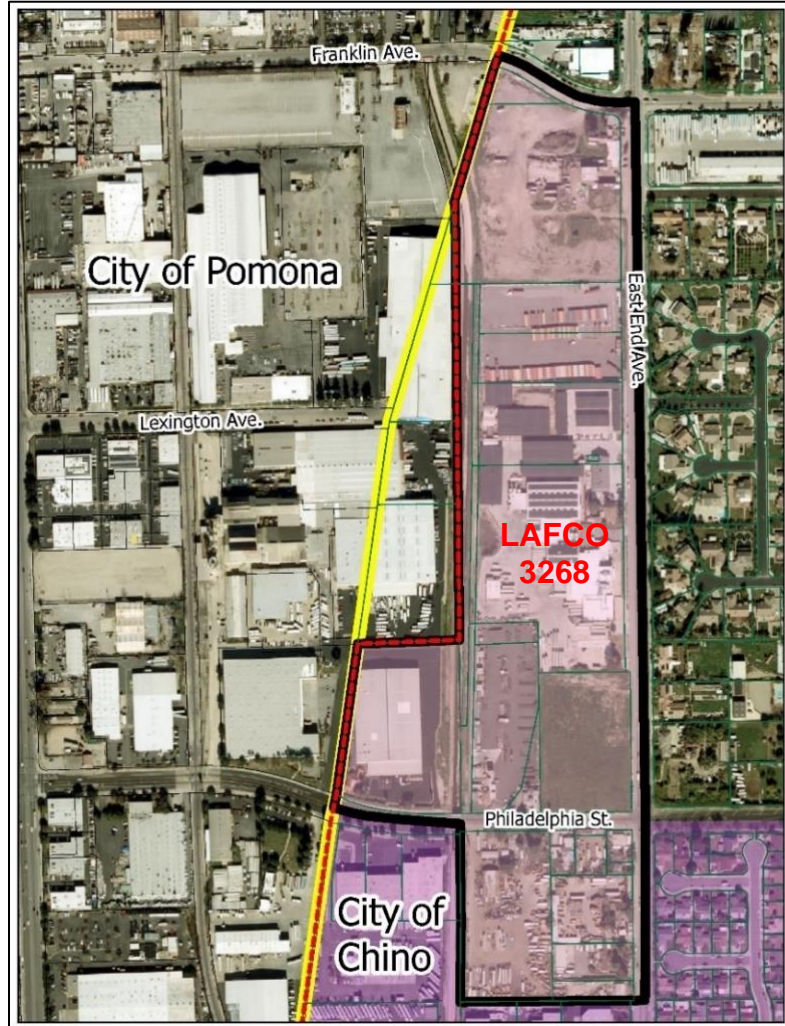 Franklin Ave.
City of Pomona
East End Ave.
Lexington Ave.
LAFCO
3268
Philadelphia St.
City of
Chino